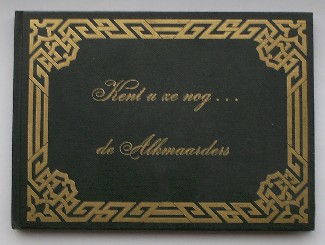 Kent u ze nog...
de Alkmaarders